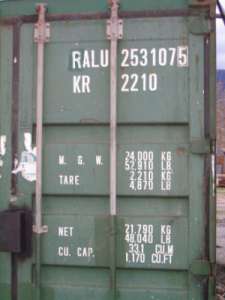 RALU 2531075
KR 2210
M. G. W. 24.000 KG
52.910 LB
TARE 2.210 KG
4.870 LB
NET 21.790 KG
48.040 LB
CU. CAP. 33.1 CU.M
1.170 CU.FT